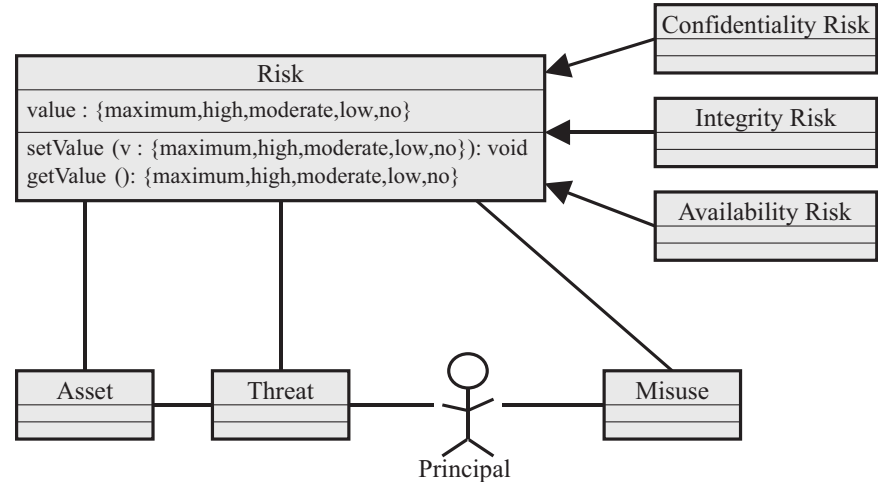 Confidentiality Risk
Risk
value : {maximum,high,moderate,low,no}
setValue (v : {maximum,high,moderate,low,no}): void
getValue (): {maximum,high,moderate,low,no}
Integrity Risk
Availability Risk
Asset
Threat
Misuse
Principal